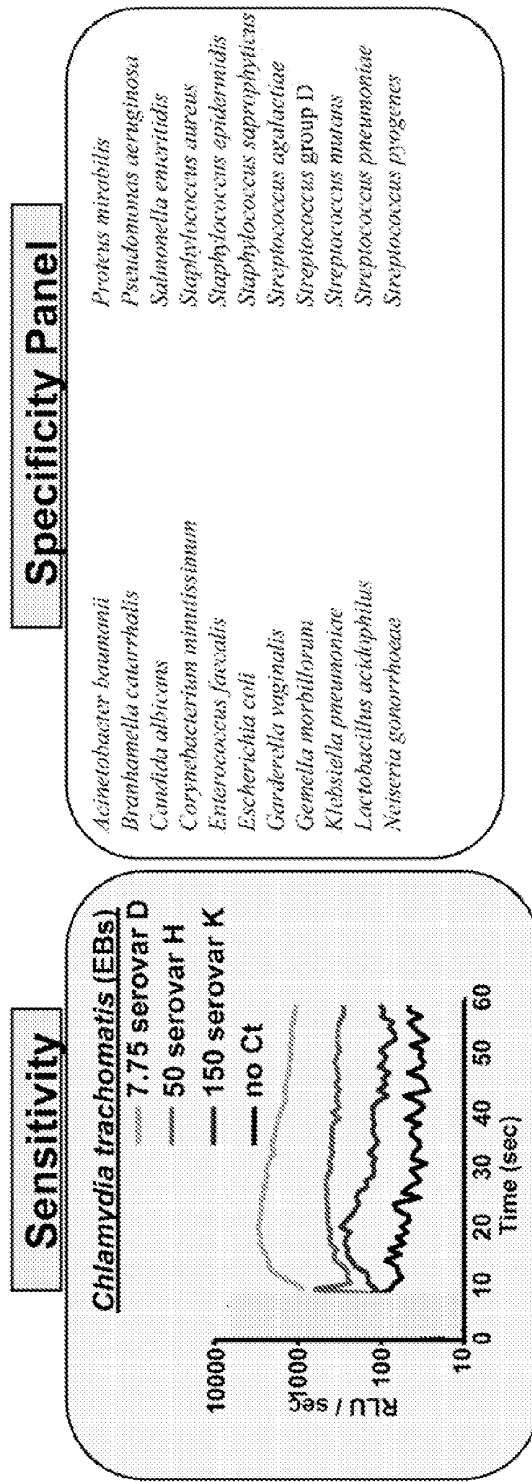 Sensitivity
Chlamydia trachomatis (EBs)
7.75 serovar D
50 serovar H
150 serovar K
no Ct
10000
1000
100
10
RLU / sec
0 10 20 30 40 50 60
Time (sec)
Specificity Panel
Acinetobacter baumanii
Branhamella catarrhalis
Candida albicans
Corynebacterium minutissimum
Enterococcus faecalis
Escherichia coli
Garderella vaginalis
Gemella morbillorum
Klebsiella pneumoniae
Lactobacillus acidophilus
Neiseria gonorrhoeae
Proteus mirabilis
Pseudomonas aeruginosa
Salmonella enteritidis
Staphylococcus aureus
Staphylococcus epidermidis
Staphylococcus saprophyticus
Streptococcus agalactiae
Streptococcus group D
Streptococcus mutans
Streptococcus pneumoniae
Streptococcus pyogenes